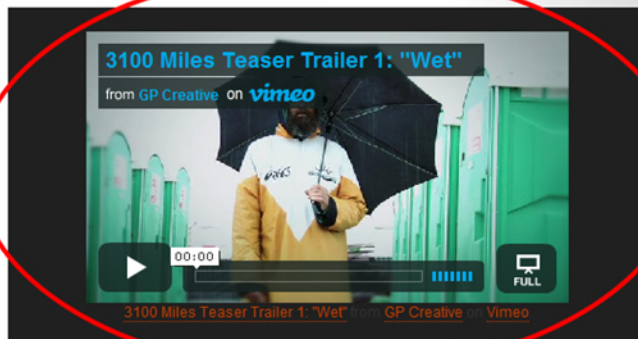 3100 Miles Teaser Trailer 1: "Wet"
from GP Creative on vimeo
asics
00:00
FULL
3100 Miles Teaser Trailer 1: "Wet" from GP Creative on Vimeo